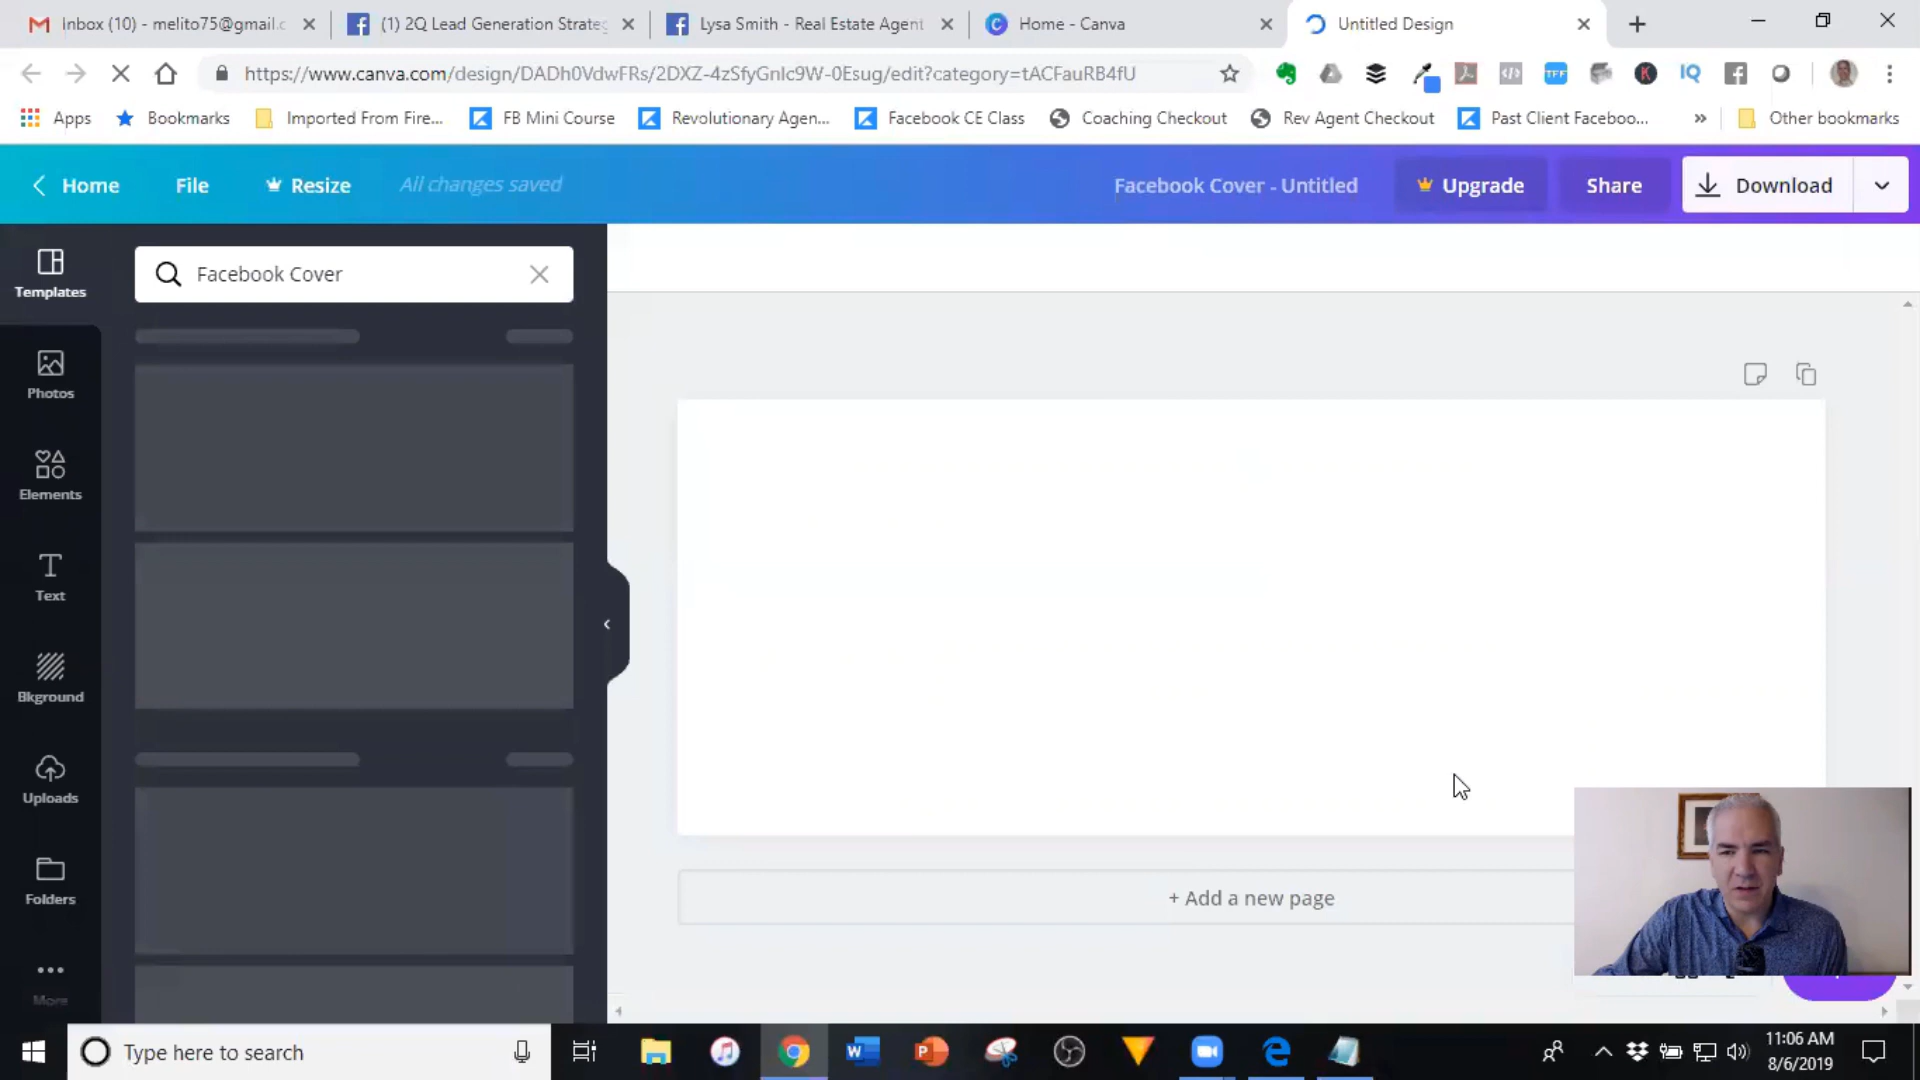 Inbox (10) - melito75@gmail.c
(1) 2Q Lead Generation Strateg
Lysa Smith - Real Estate Agent
Home - Canva
Untitled Design
https://www.canva.com/design/DADh0VdwFRs/2DXZ-4zSfyGnIc9W-0Esug/edit?category=tACFauRB4fU
Apps
Bookmarks
Imported From Fire...
FB Mini Course
Revolutionary Agen...
Facebook CE Class
Coaching Checkout
Rev Agent Checkout
Past Client Faceboo...
Other bookmarks
Home
File
Resize
All changes saved
Facebook Cover - Untitled
Upgrade
Share
Download
Templates
Facebook Cover
Photos
Elements
Text
Bkground
Uploads
Folders
More
+ Add a new page
Type here to search
11:06 AM
8/6/2019